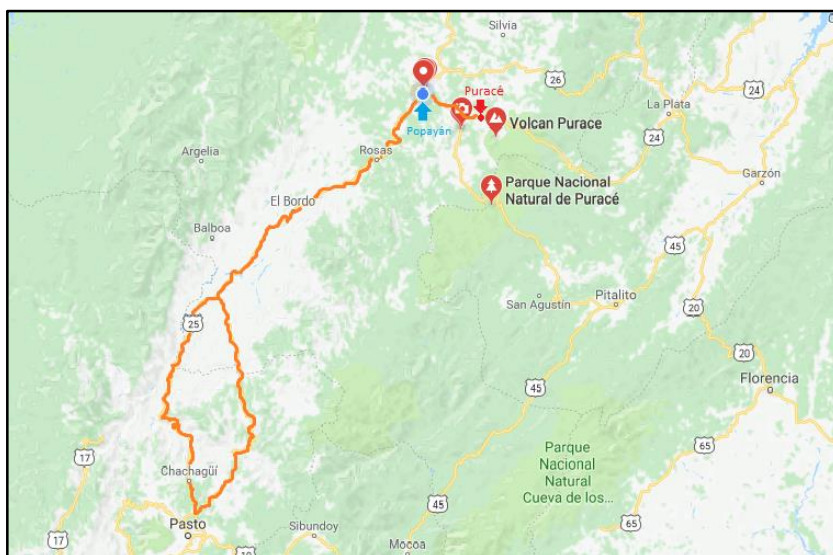 Silvia
26
24
Puracé
La Plata
Volcan Purace
Popayán
24
Argelia
Rosas
Parque Nacional
Natural de Puracé
Garzón
El Bordo
Balboa
45
San Agustín
Pitalito
20
25
20
45
Florencia
65
17
Parque
Nacional
Natural
Cueva de los...
Chachagüí
45
65
Pasto
Sibundoy
Mocoa